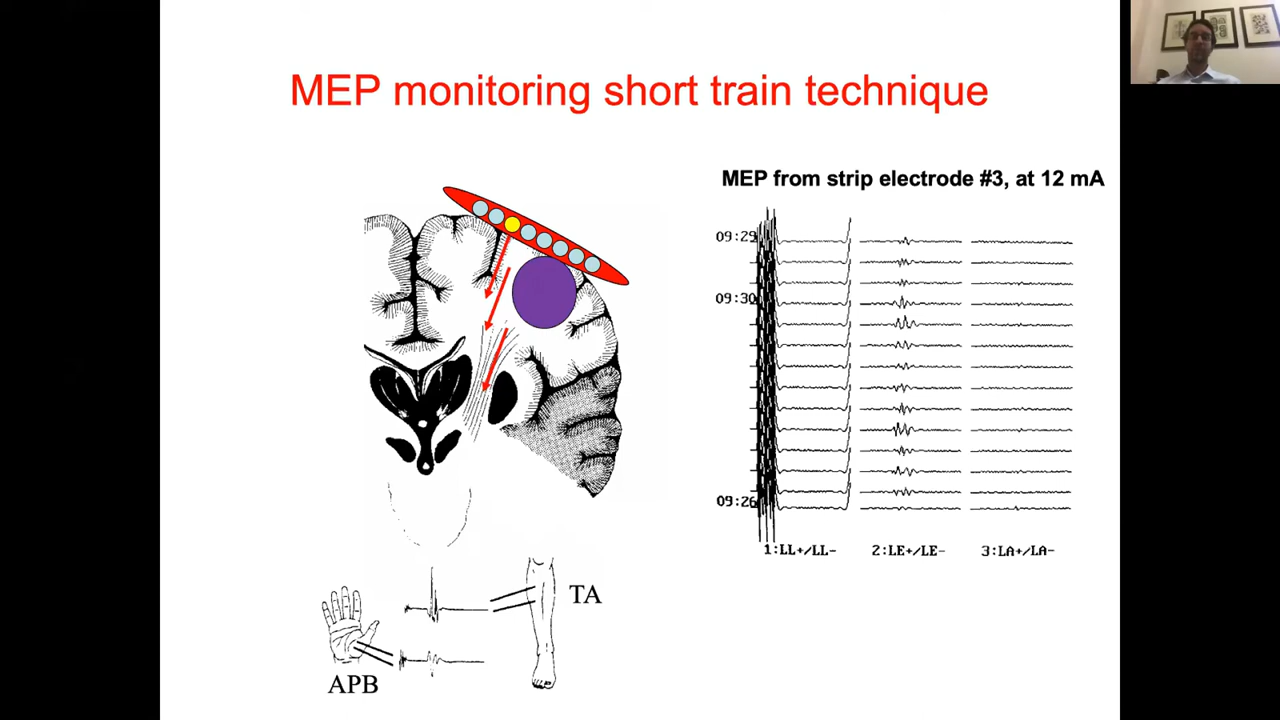 MEP monitoring short train technique
MEP from strip electrode #3, at 12 mA
09:29
09:30
09:26
1:LL+/LL-
2:LE+/LE-
3:LA+/LA-
TA
APB